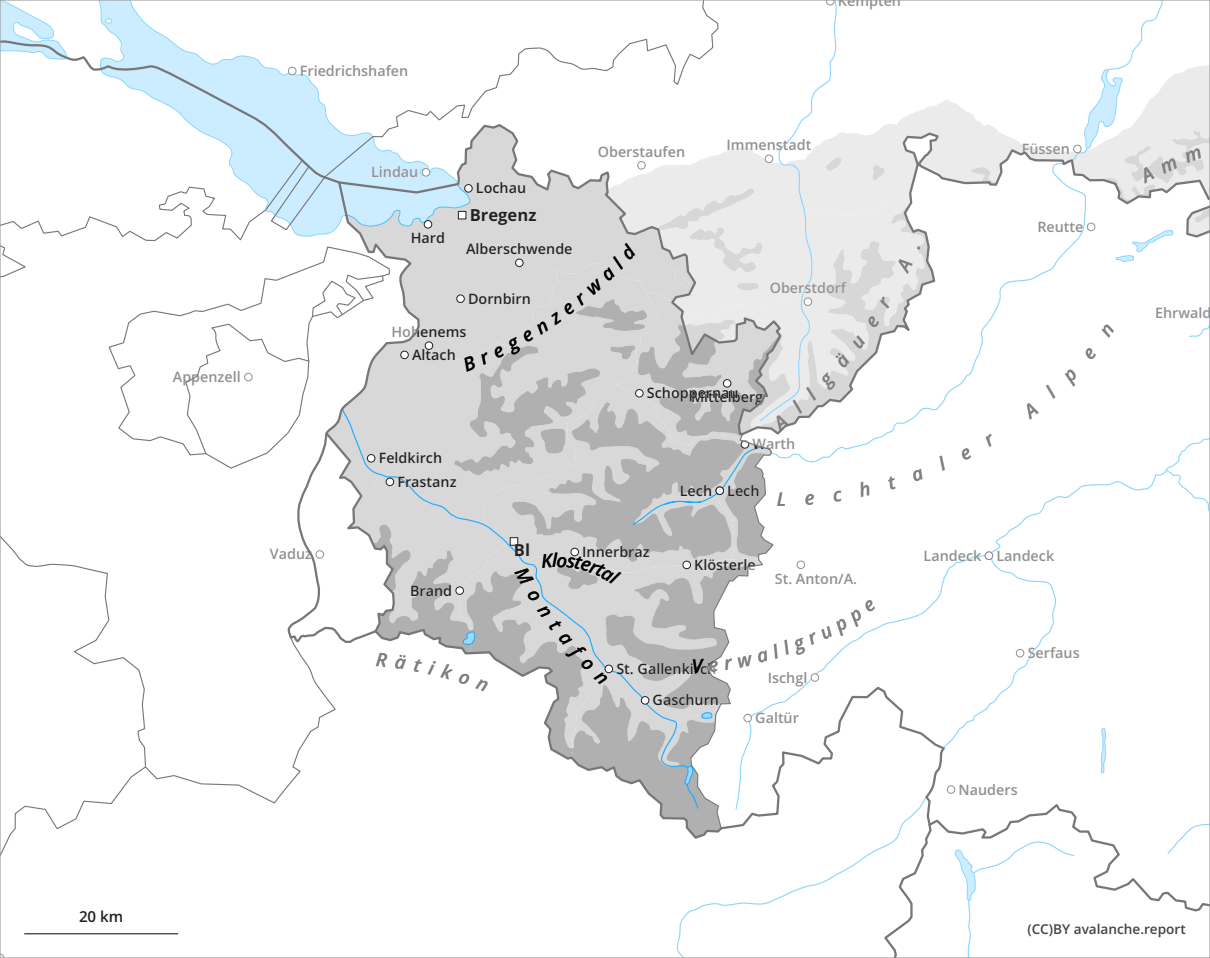 Kempten
Friedrichshafen
Immenstadt
Füssen
Oberstaufen
Amm
Lindau
Lochau
Bregenz
Reutte
Hard
Alberschwende
Bregenzerwald
Allgäuer A.
Oberstdorf
Dornbirn
Ehrwald
Hohenems
Altach
Appenzell
Schoppernau
Mittelberg
Lechtaler Alpen
Warth
Feldkirch
Frastanz
Lech
Lech
Vaduz
Bl
Innerbraz
Klostertal
Klösterle
St. Anton/A.
Landeck
Landeck
Brand
Montafon
Verwallgruppe
Rätikon
St. Gallenkirch
Serfaus
Ischgl
Gaschurn
Galtür
Nauders
20 km
(CC)BY avalanche.report